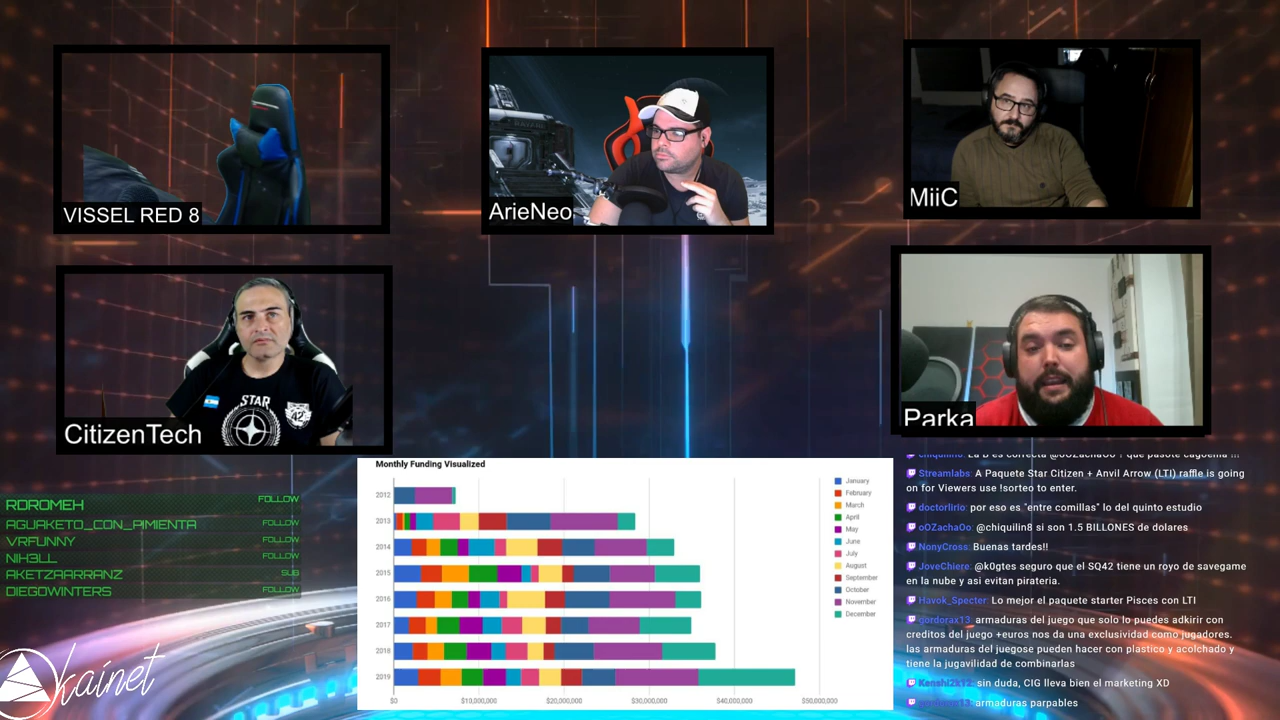 VISSEL RED 8
ArieNeo
MiiC
CitizenTech
STAR
42
Parka
RDROMEH FOLLOW
AGUAKETO_CON_PIMIENTA FOLLOW
VRFUNNY FOLLOW
NIH3LL FOLLOW
AKETZAARRANZ SUB
DIEGOWINTERS FOLLOW
kainet
Monthly Funding Visualized
2012
2013
2014
2015
2016
2017
2018
2019
$0 $10,000,000 $20,000,000 $30,000,000 $40,000,000 $50,000,000
January
February
March
April
May
June
July
August
September
October
November
December
Streamlabs: A Paquete Star Citizen + Anvil Arrow (LTI) raffle is going
on for Viewers use !sorteo to enter.
doctorlirio: por eso es "entre comillas" lo del quinto estudio
oOZachaOo: @chiquilin8 si son 1.5 BILLONES de dolares
NonyCross: Buenas tardes!!
JoveChiere: @k0gtes seguro que el SQ42 tiene un royo de savegame
en la nube y asi evitan pirateria.
Havok_Specter: Lo mejor el paquete starter Pisces con LTI
gordorax13: armaduras del juego que solo lo puedes adkirir con
creditos del juego +euros nos da una exclusividad como jugadores.
las armaduras del juegose pueden hacer con plastico y acolchado y
tiene la jugavilidad de combinarlas
Kenshi2k12: sin duda, CIG lleva bien el marketing XD
armaduras parpables